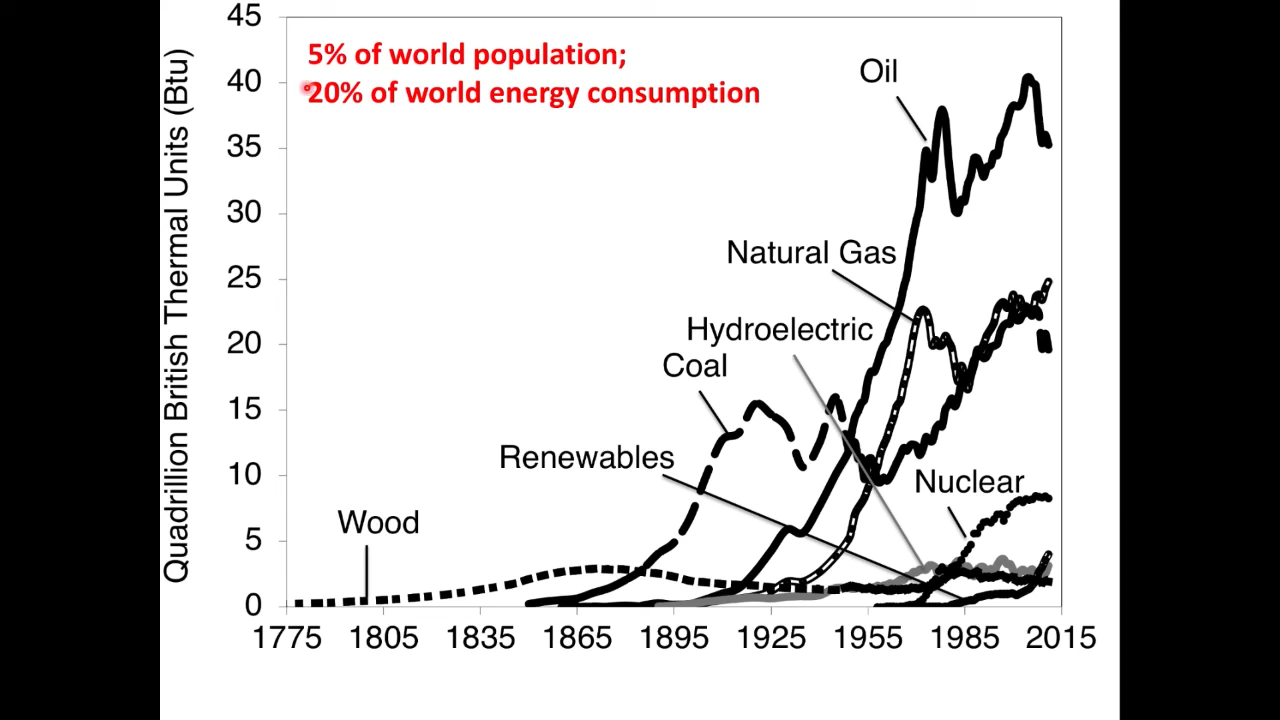 45
40
35
30
25
20
15
10
5
0
Quadrillion British Thermal Units (Btu)
5% of world population;
20% of world energy consumption
Oil
Natural Gas
Hydroelectric
Coal
Renewables
Nuclear
Wood
1775 1805 1835 1865 1895 1925 1955 1985 2015